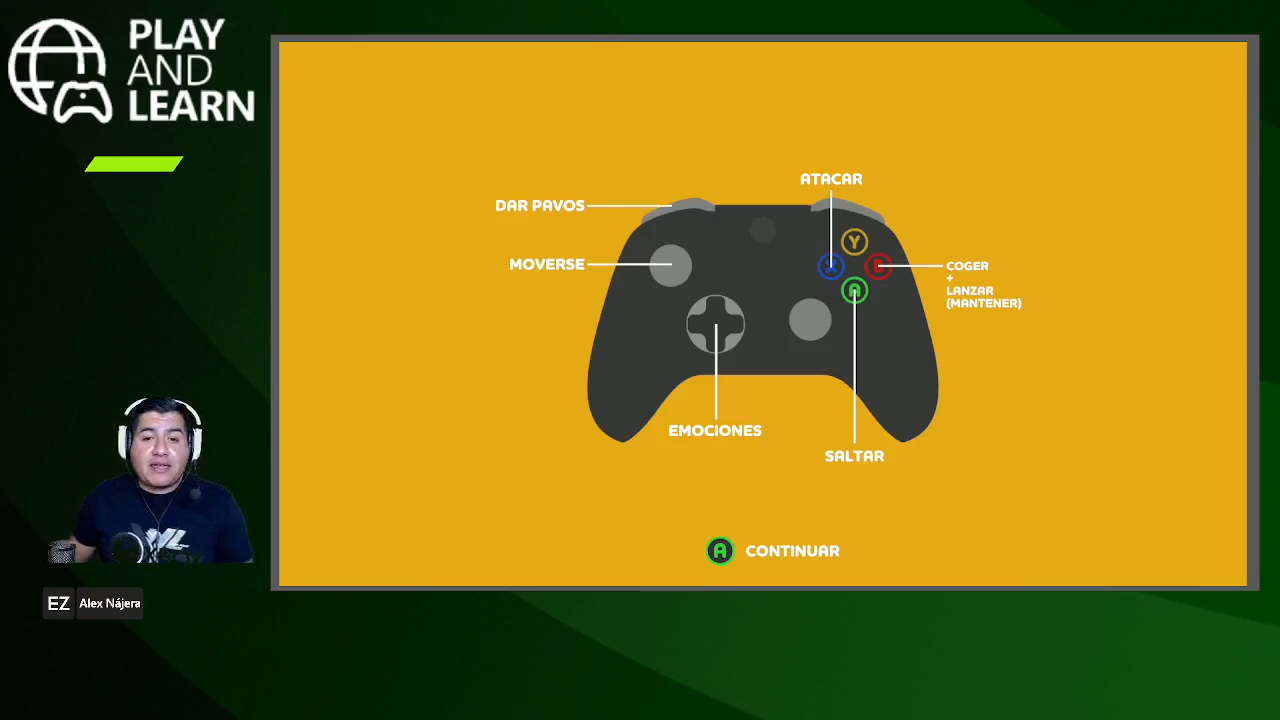 PLAY
AND
LEARN
ATACAR
DAR PAVOS
Y
MOVERSE
X
B
COGER
+
LANZAR
(MANTENER)
A
EMOCIONES
SALTAR
A CONTINUAR
EZ Alex Nájera